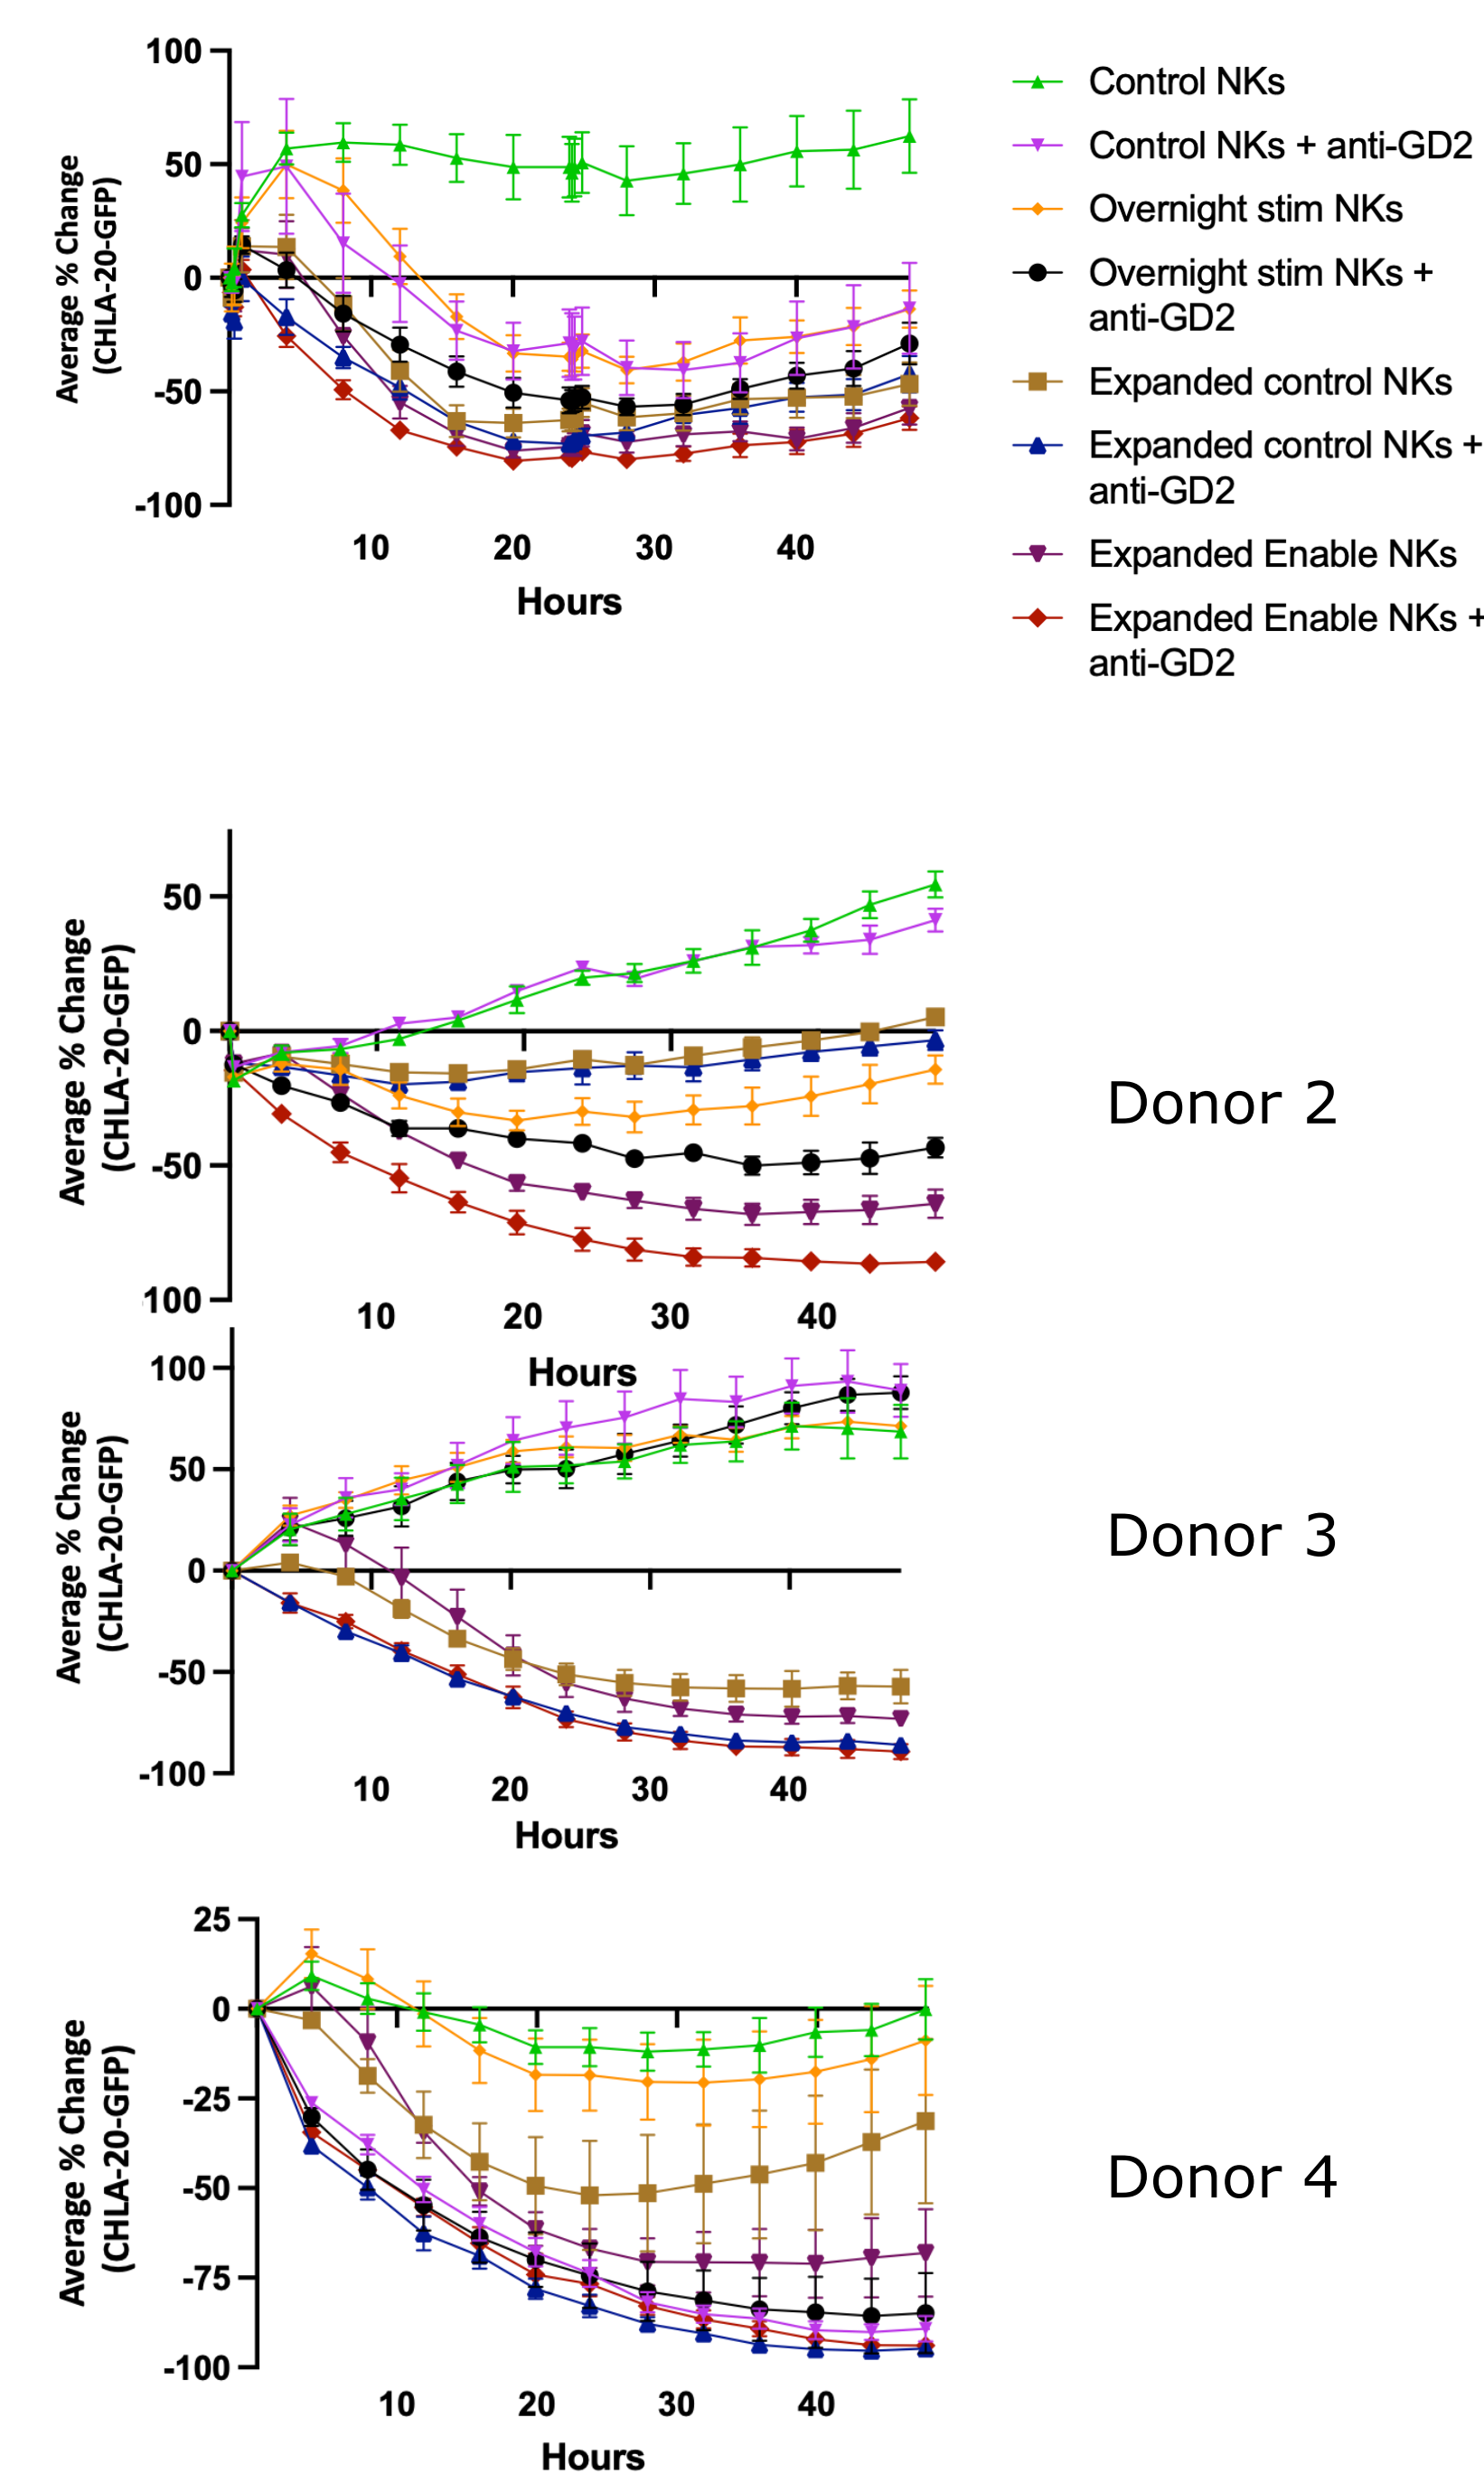 100
50
0
-50
-100
10 20 30 40
Hours
Average % Change
(CHLA-20-GFP)
Control NKs
Control NKs + anti-GD2
Overnight stim NKs
Overnight stim NKs +
anti-GD2
Expanded control NKs
Expanded control NKs +
anti-GD2
Expanded Enable NKs
Expanded Enable NKs +
anti-GD2
50
0
-50
100
10 20 30 40
Hours
Average % Change
(CHLA-20-GFP)
Donor 2
100
50
0
-50
-100
10 20 30 40
Hours
Average % Change
(CHLA-20-GFP)
Donor 3
25
0
-25
-50
-75
-100
10 20 30 40
Hours
Average % Change
(CHLA-20-GFP)
Donor 4